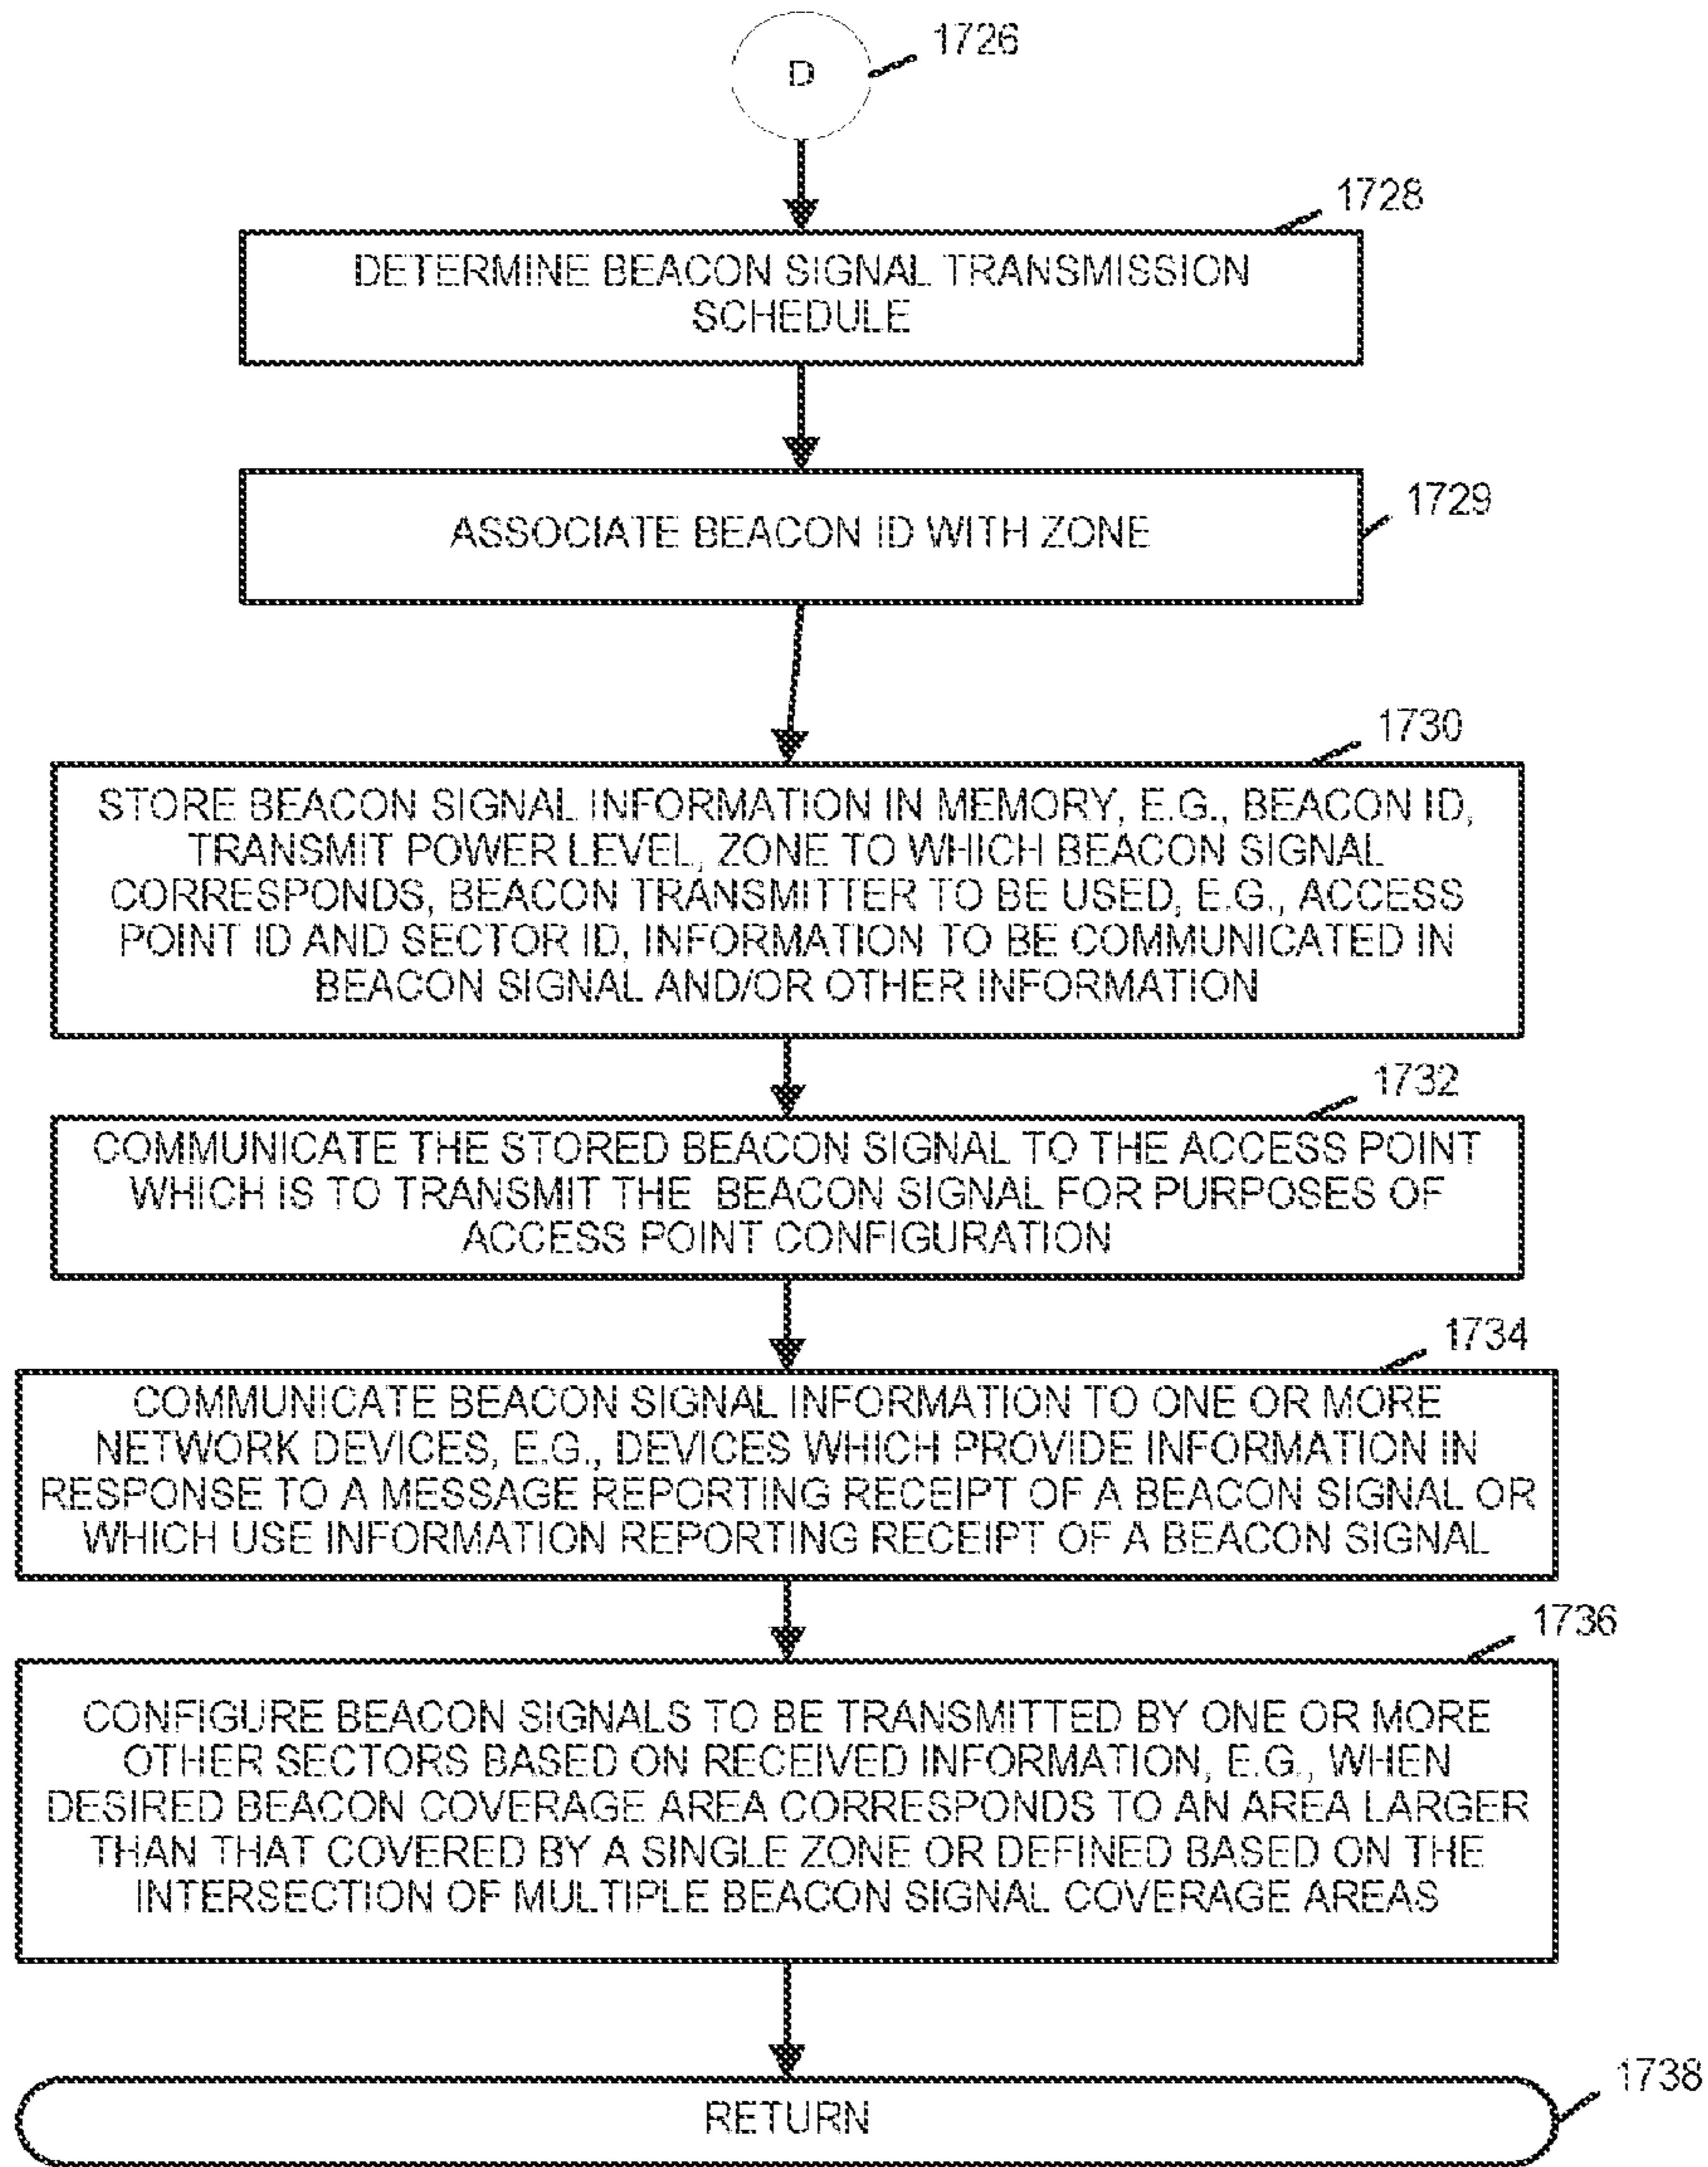 1726
D
1728
DETERMINE BEACON SIGNAL TRANSMISSION
SCHEDULE
1729
ASSOCIATE BEACON ID WITH ZONE
1730
STORE BEACON SIGNAL INFORMATION IN MEMORY, E.G., BEACON ID,
TRANSMIT POWER LEVEL, ZONE TO WHICH BEACON SIGNAL
CORRESPONDS, BEACON TRANSMITTER TO BE USED, E.G., ACCESS
POINT ID AND SECTOR ID, INFORMATION TO BE COMMUNICATED IN
BEACON SIGNAL AND/OR OTHER INFORMATION
1732
COMMUNICATE THE STORED BEACON SIGNAL TO THE ACCESS POINT
WHICH IS TO TRANSMIT THE BEACON SIGNAL FOR PURPOSES OF
ACCESS POINT CONFIGURATION
1734
COMMUNICATE BEACON SIGNAL INFORMATION TO ONE OR MORE
NETWORK DEVICES, E.G., DEVICES WHICH PROVIDE INFORMATION IN
RESPONSE TO A MESSAGE REPORTING RECEIPT OF A BEACON SIGNAL OR
WHICH USE INFORMATION REPORTING RECEIPT OF A BEACON SIGNAL
1736
CONFIGURE BEACON SIGNALS TO BE TRANSMITTED BY ONE OR MORE
OTHER SECTORS BASED ON RECEIVED INFORMATION, E.G., WHEN
DESIRED BEACON COVERAGE AREA CORRESPONDS TO AN AREA LARGER
THAN THAT COVERED BY A SINGLE ZONE OR DEFINED BASED ON THE
INTERSECTION OF MULTIPLE BEACON SIGNAL COVERAGE AREAS
1738
RETURN